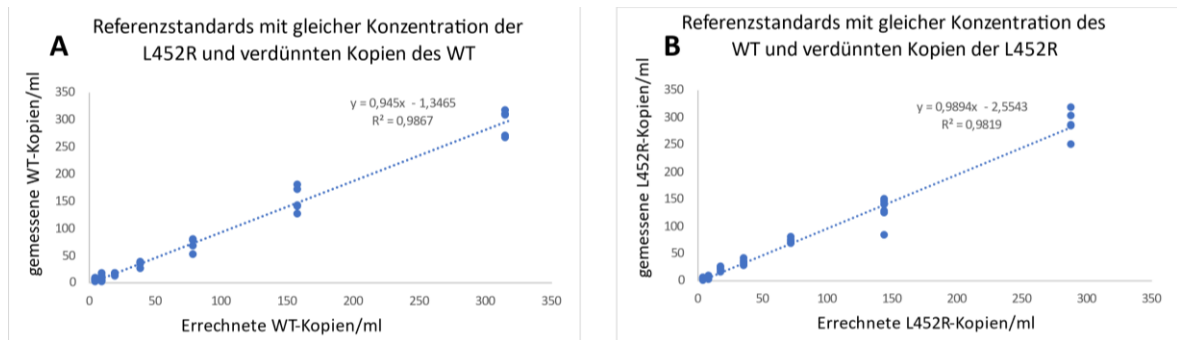 A
Referenzstandards mit gleicher Konzentration der
L452R und verdünnten Kopien des WT
gemessene WT-Kopien/ml
350
300
250
200
150
100
50
0
y = 0,945x - 1,3465
R² = 0,9867
0 50 100 150 200 250 300 350
Errechnete WT-Kopien/ml
B
Referenzstandards mit gleicher Konzentration des
WT und verdünnten Kopien der L452R
gemessene L452R-Kopien/ml
350
300
250
200
150
100
50
0
y = 0,9894x - 2,5543
R² = 0,9819
0 50 100 150 200 250 300 350
Errechnete L452R-Kopien/ml